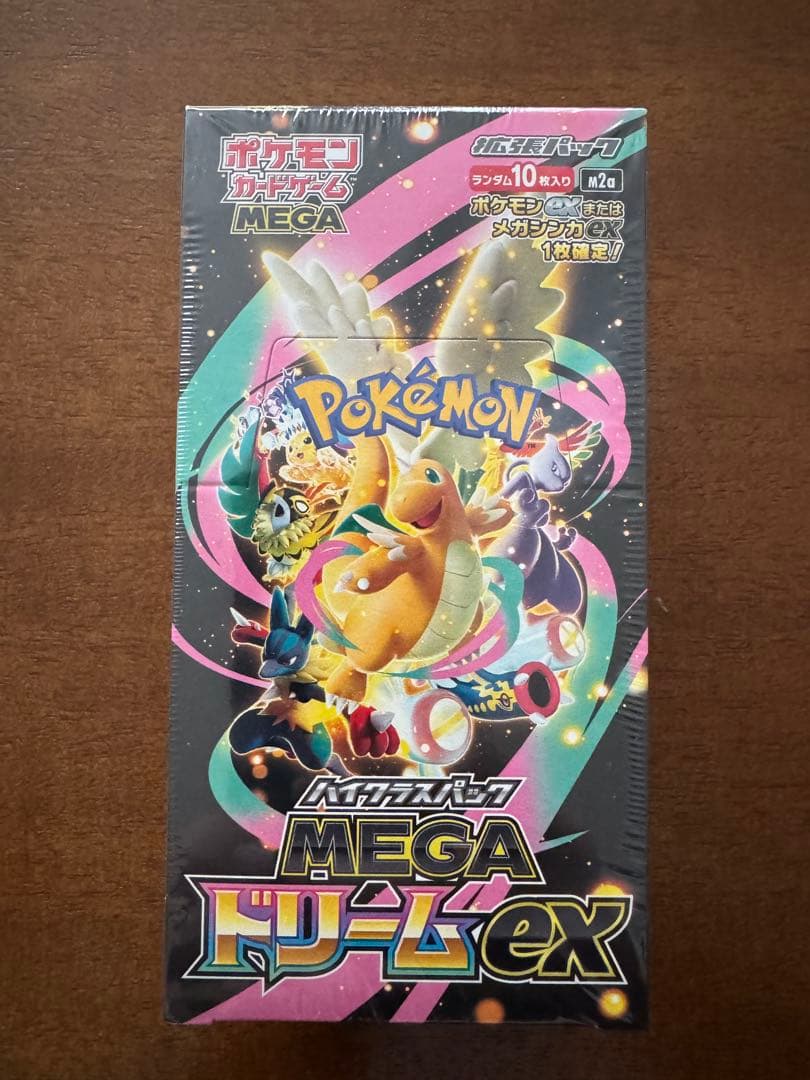 ポケモン
カードゲーム™
MEGA
拡張パック
ランダム10枚入り M2a
ポケモンexまたは
メガシンカex
1枚確定!
POKéMON™
ハイクラスパック
MEGA
ドリームex